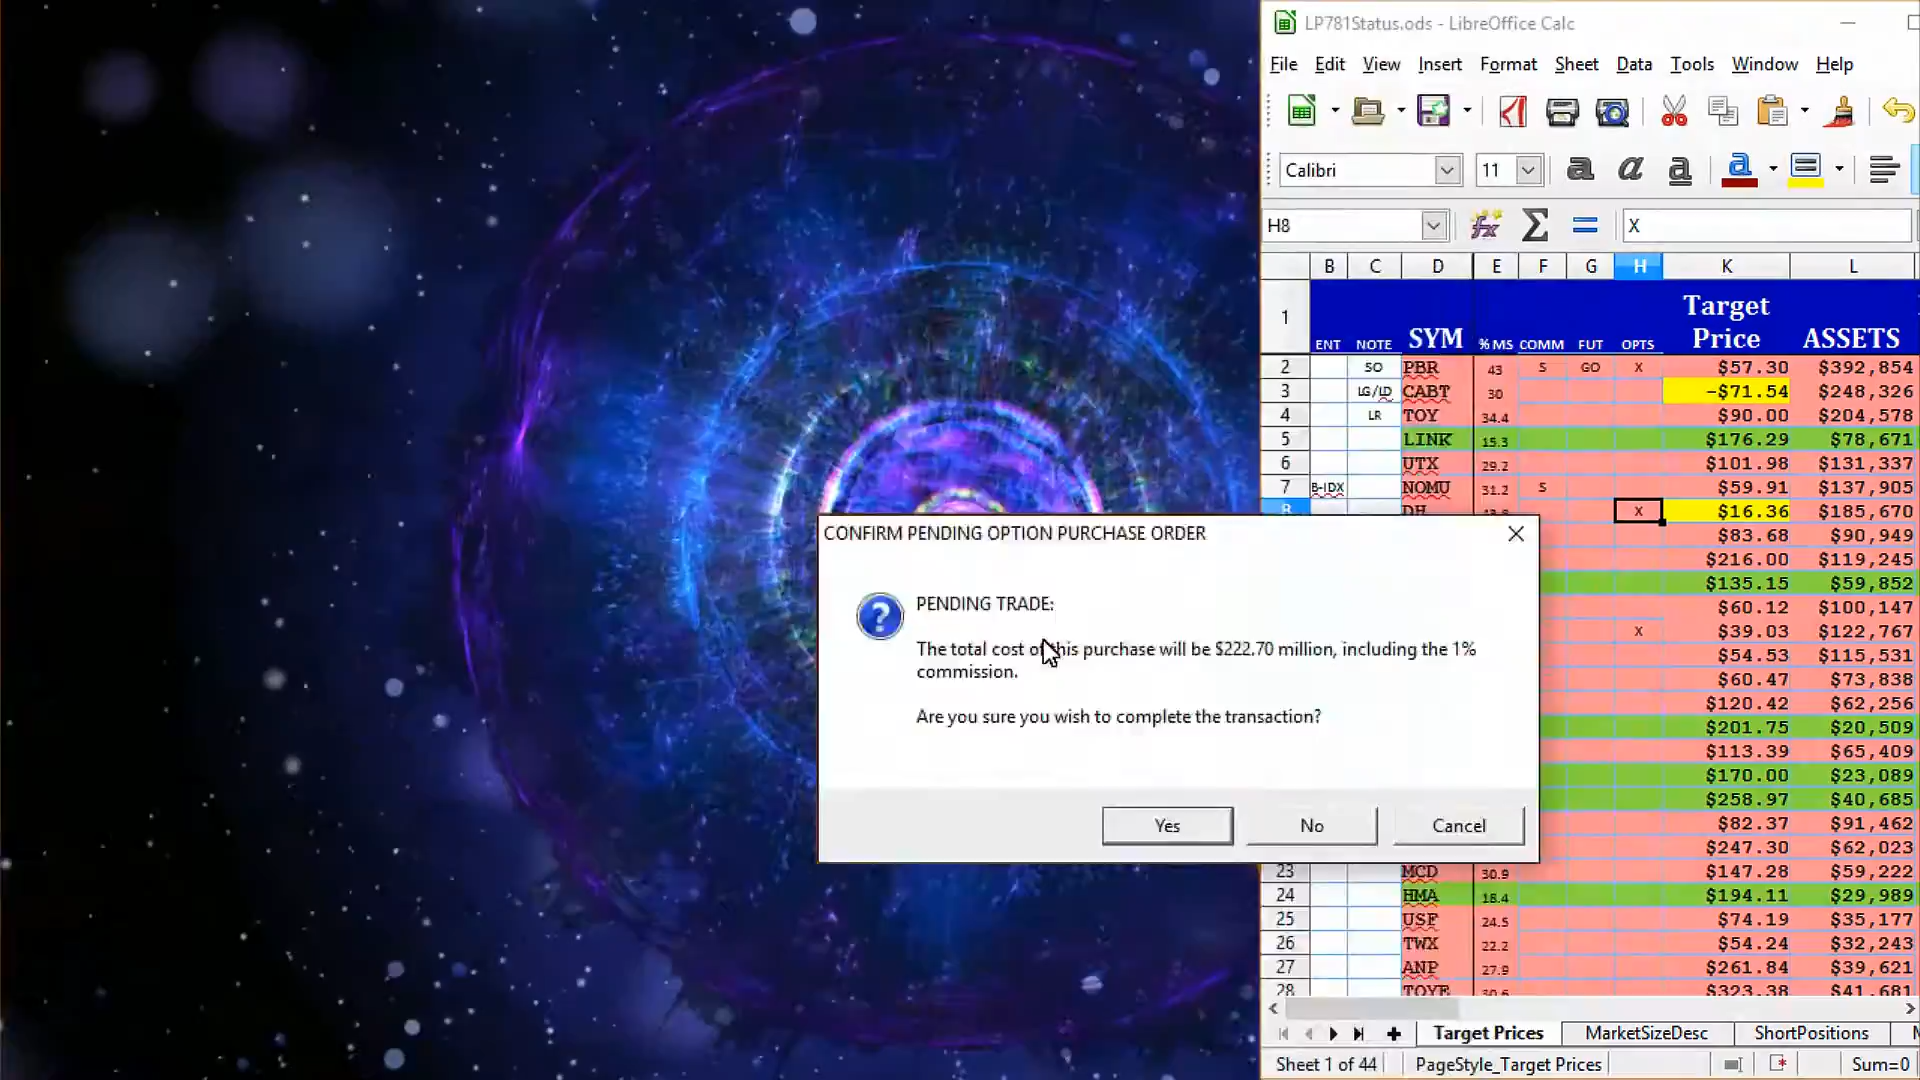 LP781Status.ods - LibreOffice Calc
File Edit View Insert Format Sheet Data Tools Window Help
Calibri 11 a a a a
H8 fx Σ = X
B C D E F G H K L
1 ENT NOTE SYM % MS COMM FUT OPTS Target Price ASSETS
2 SO PBR 43 S GO X $57.30 $392,854
3 LG/LD CABT 30 -$71.54 $248,326
4 LR TOY 34.4 $90.00 $204,578
5 LINK 15.3 $176.29 $78,671
6 UTX 29.2 $101.98 $131,337
7 B-IDX NOMU 31.2 S $59.91 $137,905
8 DH X $16.36 $185,670
$83.68 $90,949
$216.00 $119,245
$135.15 $59,852
$60.12 $100,147
X $39.03 $122,767
$54.53 $115,531
$60.47 $73,838
$120.42 $62,256
$201.75 $20,509
$113.39 $65,409
$170.00 $23,089
$258.97 $40,685
$82.37 $91,462
$247.30 $62,023
23 MCD 30.9 $147.28 $59,222
24 HMA 18.4 $194.11 $29,989
25 USF 24.5 $74.19 $35,177
26 TWX 22.2 $54.24 $32,243
27 ANP 27.9 $261.84 $39,621
28 TOYF 30.6 $323.38 $41,681
CONFIRM PENDING OPTION PURCHASE ORDER
PENDING TRADE:
The total cost of this purchase will be $222.70 million, including the 1%
commission.
Are you sure you wish to complete the transaction?
Yes No Cancel
Target Prices MarketSizeDesc ShortPositions
Sheet 1 of 44 PageStyle_Target Prices Sum=0